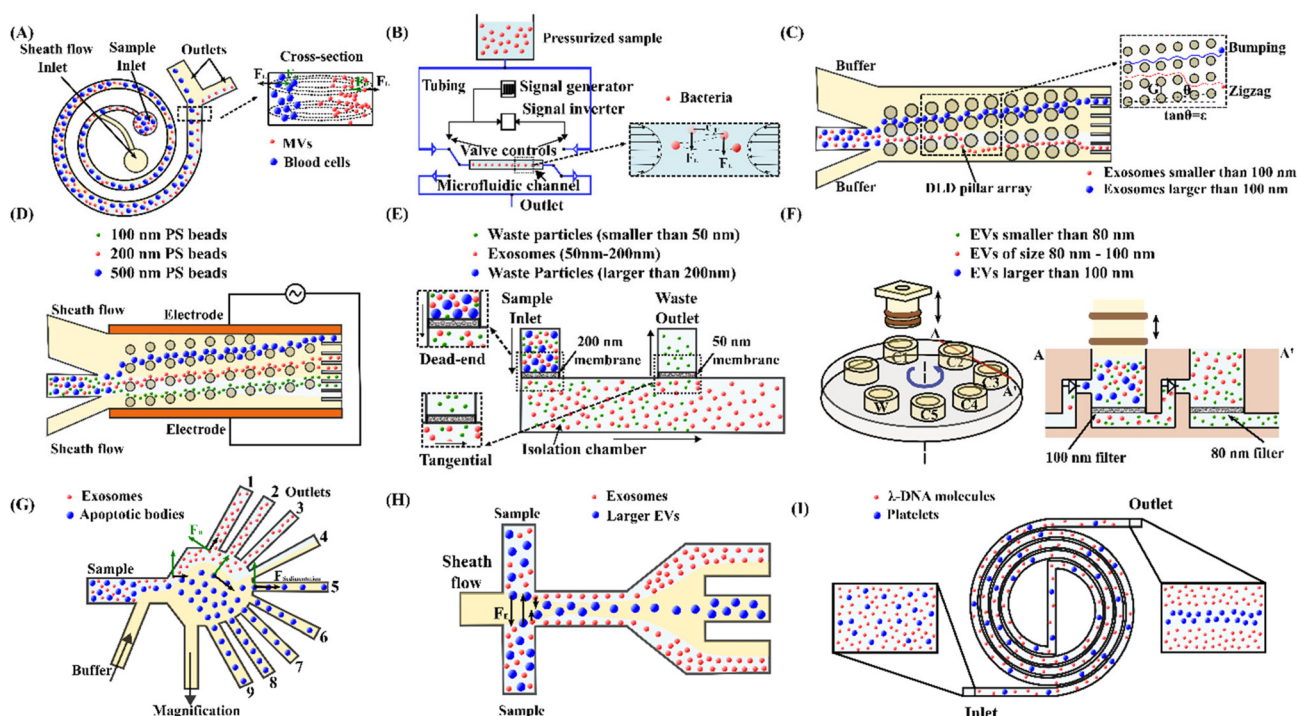 (A)
Sheath flow
Inlet
Sample
Inlet
Outlets
Cross-section
MVs
Blood cells
(B)
Pressurized sample
Tubing
Signal generator
Signal inverter
Bacteria
Valve controls
Microfluidic channel
Outlet
(C)
Buffer
Bumping
Zigzag
G
θ
tanθ=ε
DLD pillar array
Buffer
Exosomes smaller than 100 nm
Exosomes larger than 100 nm
(D)
100 nm PS beads
200 nm PS beads
500 nm PS beads
Sheath flow
Electrode
Electrode
Sheath flow
(E)
Waste particles (smaller than 50 nm)
Exosomes (50nm-200nm)
Waste Particles (larger than 200nm)
Sample
Inlet
Waste
Outlet
Dead-end
200 nm
membrane
50 nm
membrane
Tangential
Isolation chamber
(F)
EVs smaller than 80 nm
EVs of size 80 nm - 100 nm
EVs larger than 100 nm
A
C1
C2
C3
A'
C4
C5
W
A
A'
100 nm filter
80 nm filter
(G)
Exosomes
Apoptotic bodies
1
2
Outlets
3
4
Sample
F Sedimentation
5
6
7
8
9
Buffer
Magnification
(H)
Exosomes
Larger EVs
Sample
Sheath
flow
Sample
(I)
λ-DNA molecules
Platelets
Outlet
Inlet